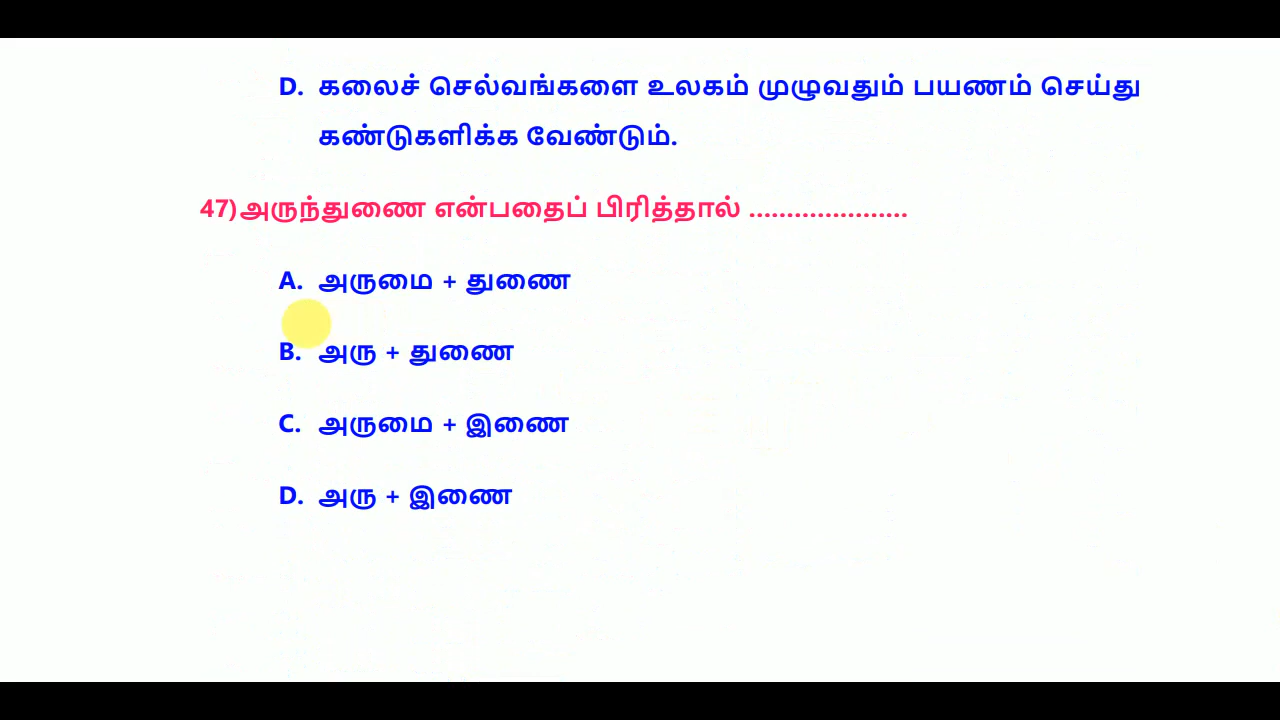 D. கலைச் செல்வங்களை உலகம் முழுவதும் பயணம் செய்து
கண்டுகளிக்க வேண்டும்.
47)அருந்துணை என்பதைப் பிரித்தால் .....................
A. அருமை + துணை
B. அரு + துணை
C. அருமை + இணை
D. அரு + இணை